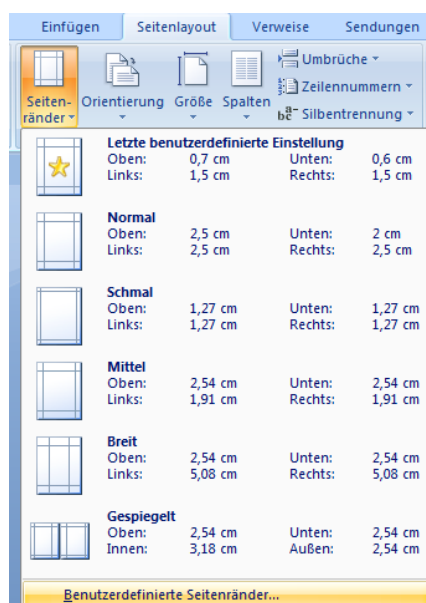 Einfügen Seitenlayout Verweise Sendungen
Seiten-
ränder Orientierung Größe Spalten
Umbrüche
Zeilennummern
Silbentrennung
Letzte benutzerdefinierte Einstellung
Oben: 0,7 cm Unten: 0,6 cm
Links: 1,5 cm Rechts: 1,5 cm
Normal
Oben: 2,5 cm Unten: 2 cm
Links: 2,5 cm Rechts: 2,5 cm
Schmal
Oben: 1,27 cm Unten: 1,27 cm
Links: 1,27 cm Rechts: 1,27 cm
Mittel
Oben: 2,54 cm Unten: 2,54 cm
Links: 1,91 cm Rechts: 1,91 cm
Breit
Oben: 2,54 cm Unten: 2,54 cm
Links: 5,08 cm Rechts: 5,08 cm
Gespiegelt
Oben: 2,54 cm Unten: 2,54 cm
Innen: 3,18 cm Außen: 2,54 cm
Benutzerdefinierte Seitenränder...